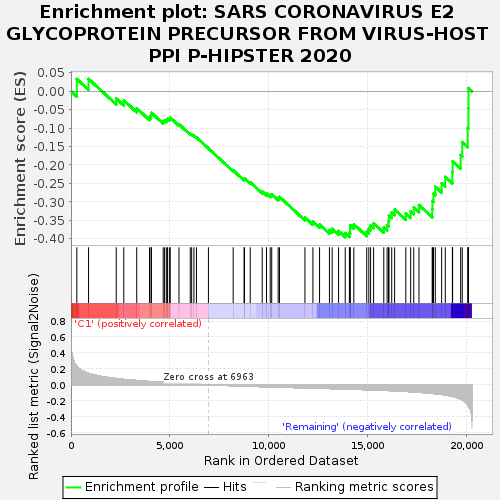 Enrichment plot: SARS CORONAVIRUS E2
GLYCOPROTEIN PRECURSOR FROM VIRUS-HOST
PPI P-HIPSTER 2020
Enrichment score (ES)
0.05
0.00
-0.05
-0.10
-0.15
-0.20
-0.25
-0.30
-0.35
-0.40
'C1' (positively correlated)
Ranked list metric (Signal2Noise)
0.8
0.6
0.4
0.2
0.0
-0.2
-0.4
-0.6
Zero cross at 6963
'Remaining' (negatively correlated)
0
5,000
10,000
15,000
20,000
Rank in Ordered Dataset
Enrichment profile
Hits
Ranking metric scores